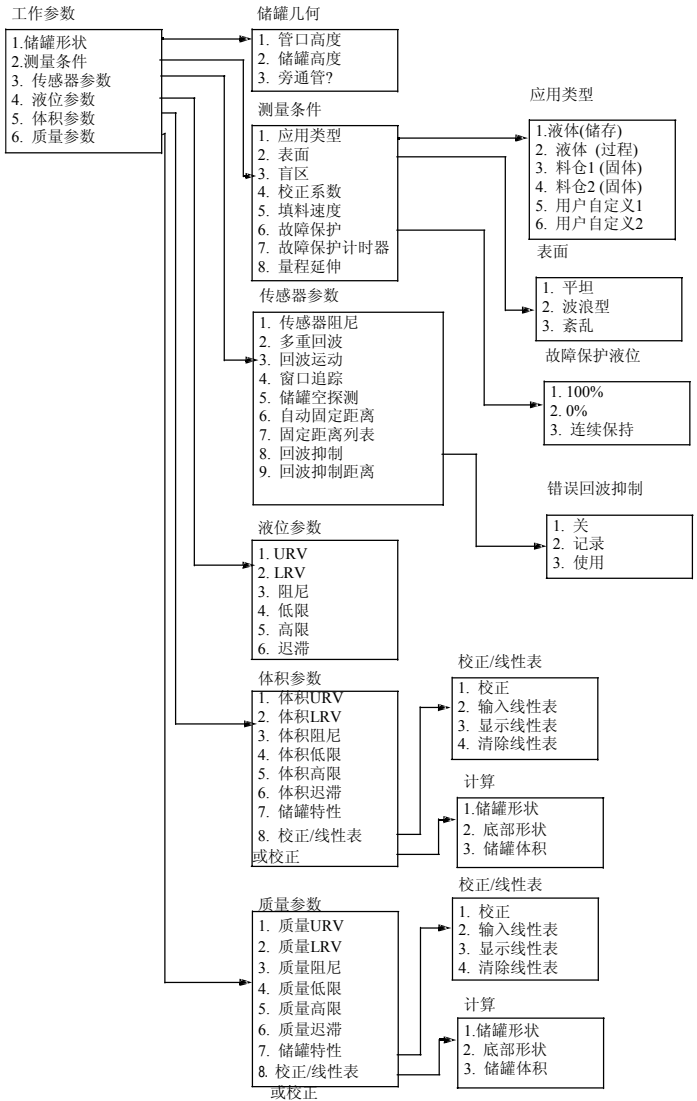 工作参数
1.储罐形状
2.测量条件
3. 传感器参数
4. 液位参数
5. 体积参数
6. 质量参数
储罐几何
1. 管口高度
2. 储罐高度
3. 旁通管?
测量条件
1. 应用类型
2. 表面
3. 盲区
4. 校正系数
5. 填料速度
6. 故障保护
7. 故障保护计时器
8. 量程延伸
应用类型
1.液体(储存)
2. 液体 (过程)
3. 料仓1 (固体)
4. 料仓2 (固体)
5. 用户自定义1
6. 用户自定义2
表面
1. 平坦
2. 波浪型
3. 紊乱
故障保护液位
1. 100%
2. 0%
3. 连续保持
传感器参数
1. 传感器阻尼
2. 多重回波
3. 回波运动
4. 窗口追踪
5. 储罐空探测
6. 自动固定距离
7. 固定距离列表
8. 回波抑制
9. 回波抑制距离
错误回波抑制
1. 关
2. 记录
3. 使用
液位参数
1. URV
2. LRV
3. 阻尼
4. 低限
5. 高限
6. 迟滞
体积参数
1. 体积URV
2. 体积LRV
3. 体积阻尼
4. 体积低限
5. 体积高限
6. 体积迟滞
7. 储罐特性
8. 校正/线性表
或校正
校正/线性表
1. 校正
2. 输入线性表
3. 显示线性表
4. 清除线性表
计算
1.储罐形状
2. 底部形状
3. 储罐体积
质量参数
1. 质量URV
2. 质量LRV
3. 质量阻尼
4. 质量低限
5. 质量高限
6. 质量迟滞
7. 储罐特性
8. 校正/线性表
或校正
校正/线性表
1. 校正
2. 输入线性表
3. 显示线性表
4. 清除线性表
计算
1.储罐形状
2. 底部形状
3. 储罐体积